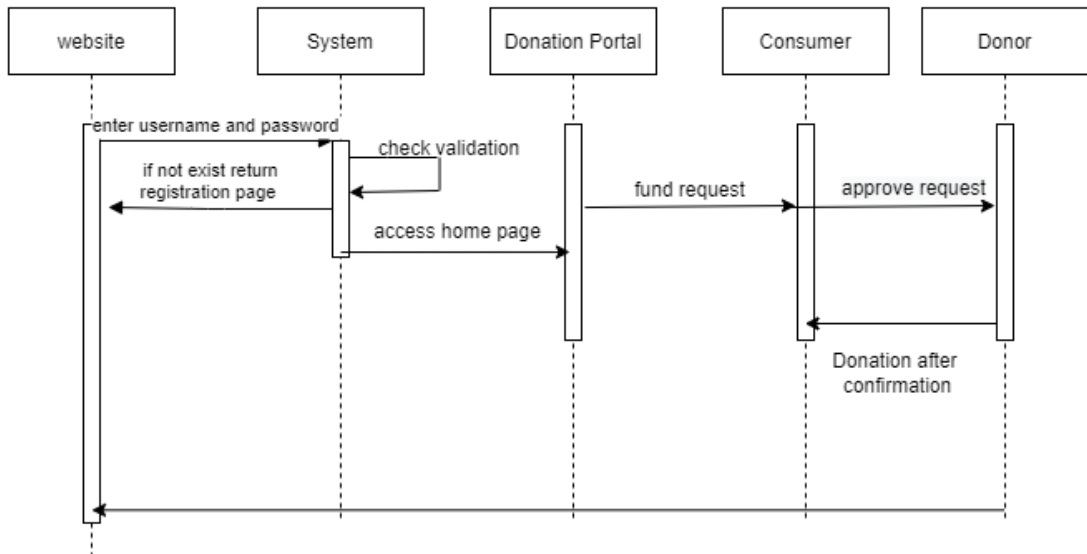 website
System
Donation Portal
Consumer
Donor
enter username and password
check validation
if not exist return
registration page
fund request
approve request
access home page
Donation after
confirmation